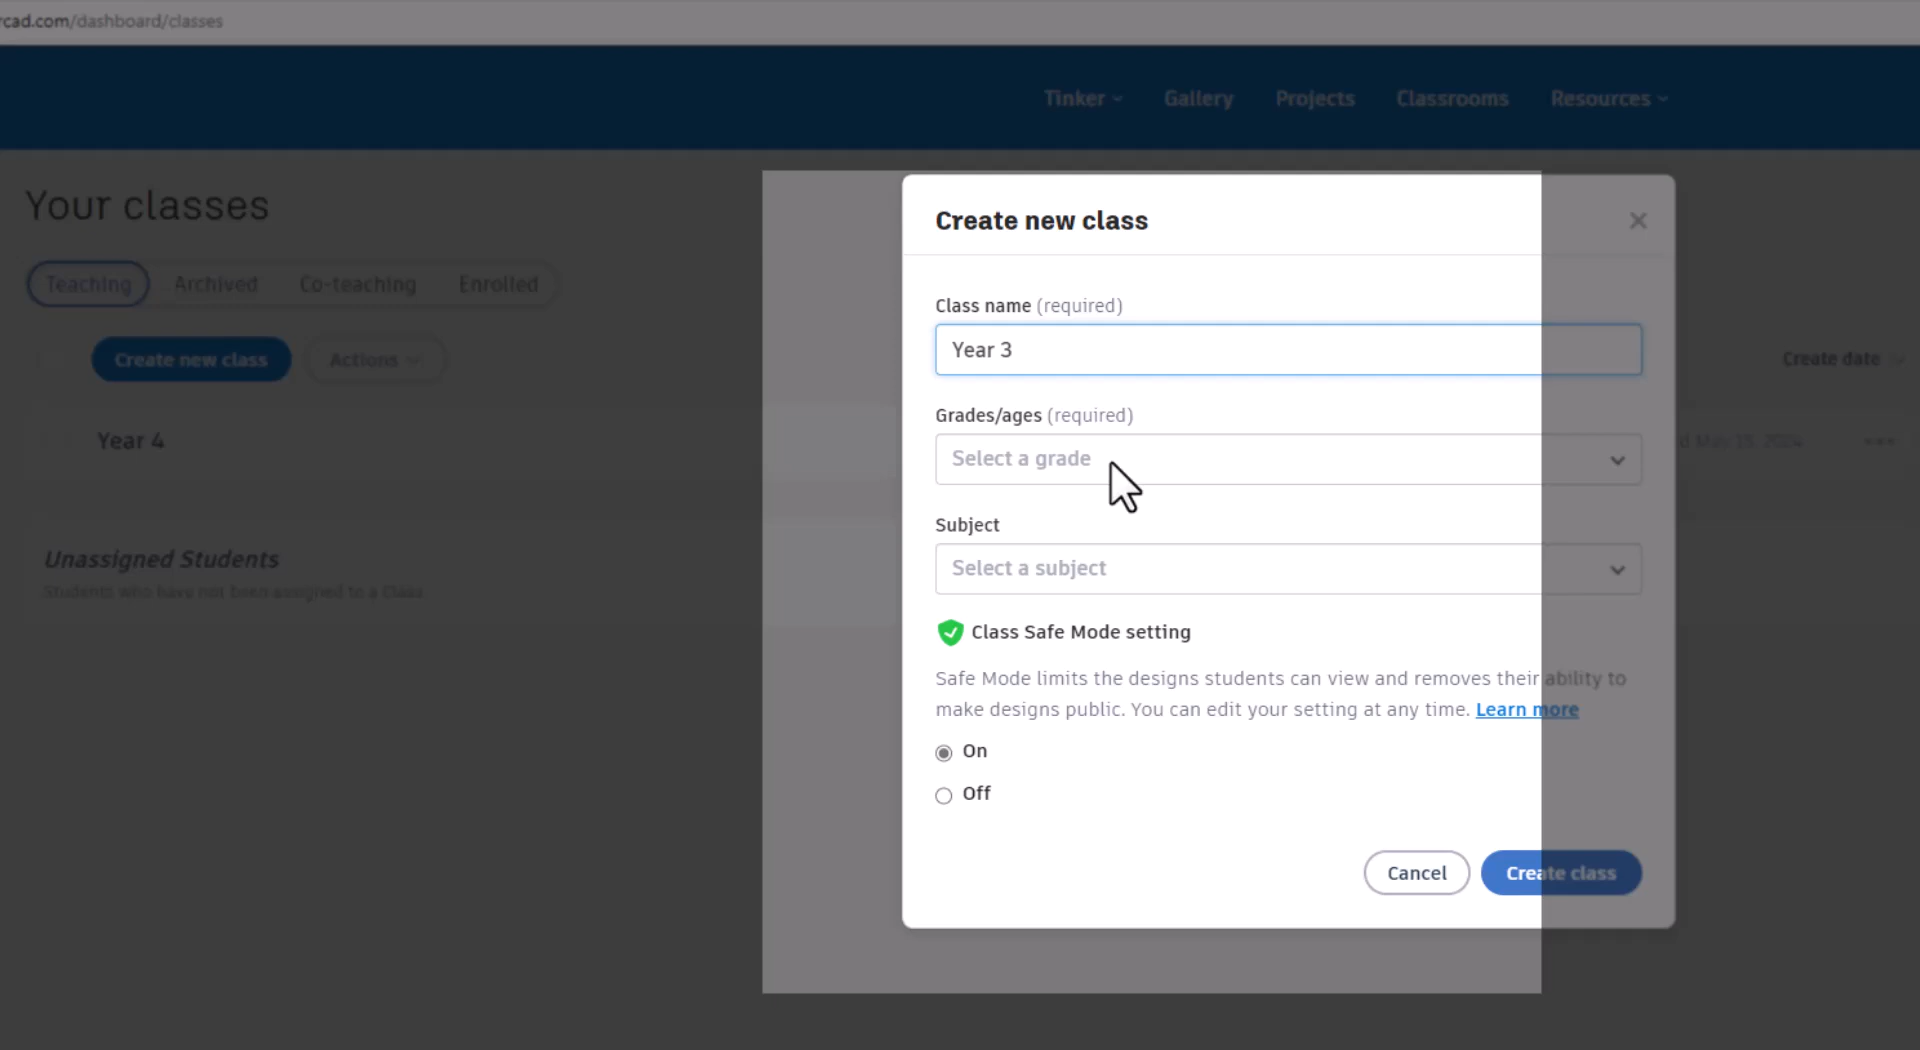 rcad.com/dashboard/classes
Tinker Gallery Projects Classrooms Resources
Your classes
Teaching Archived Co-teaching Enrolled
Create new class Actions
Create date
Year 4
d May 15, 2024
Unassigned Students
Students who have not been assigned to a Class.
Create new class
Class name (required)
Year 3
Grades/ages (required)
Select a grade
Subject
Select a subject
Class Safe Mode setting
Safe Mode limits the designs students can view and removes their ability to
make designs public. You can edit your setting at any time. Learn more
On
Off
Cancel Create class